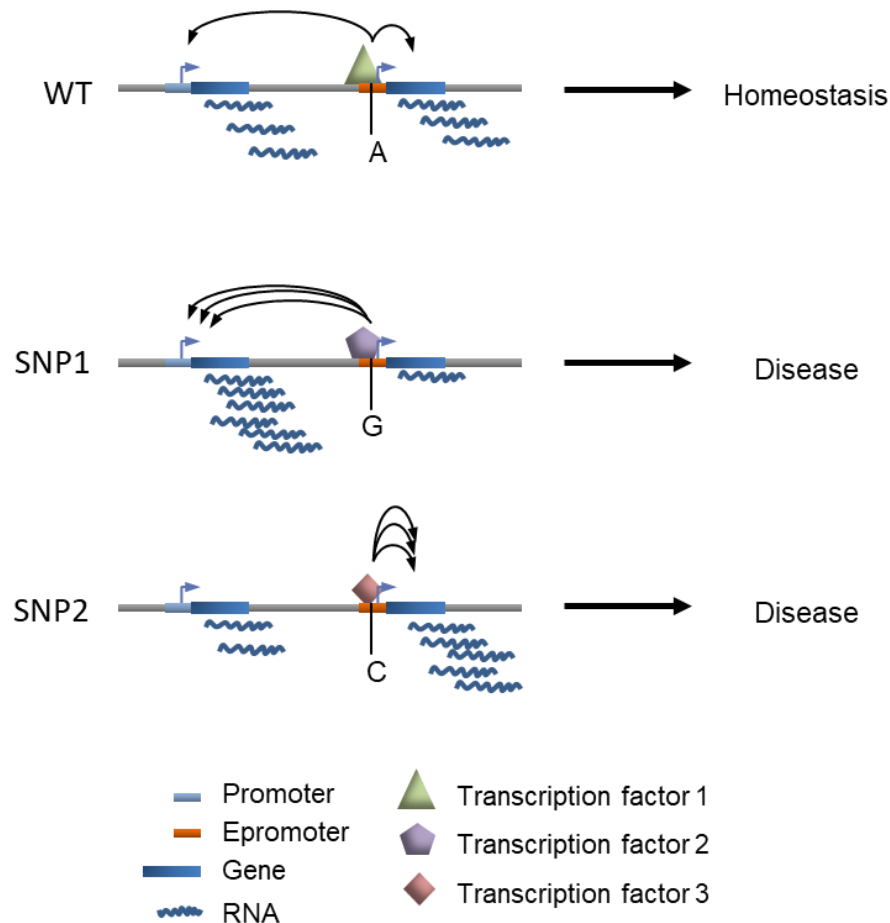 WT
Homeostasis
A
SNP1
Disease
G
SNP2
Disease
C
Promoter
Transcription factor 1
Epromoter
Transcription factor 2
Gene
Transcription factor 3
RNA